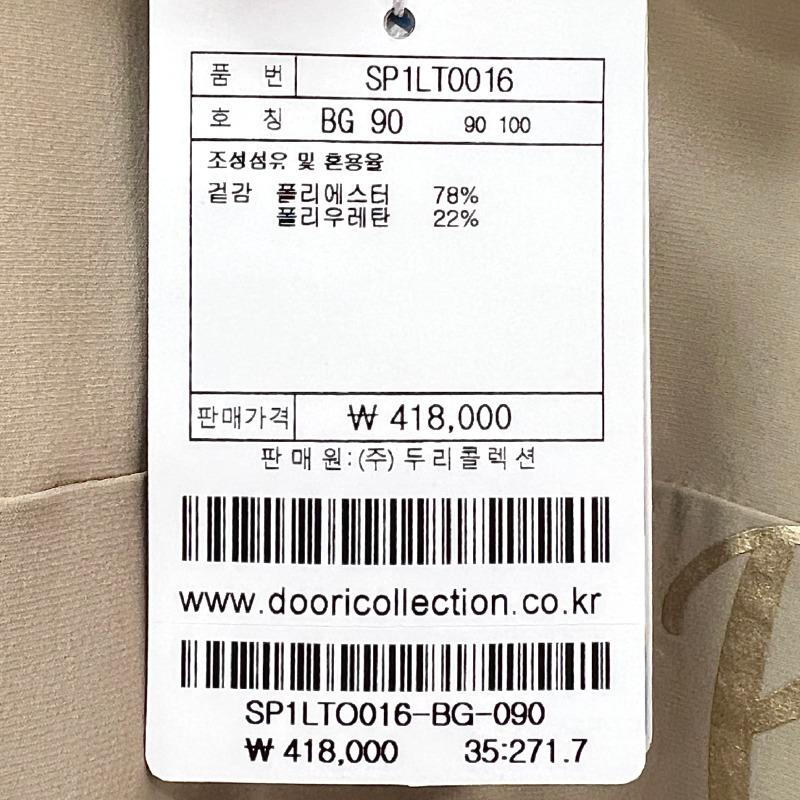 품 번 SP1LTO016
호 칭 BG 90 90 100
조성섬유 및 혼용율
겉감 폴리에스터 78%
폴리우레탄 22%
판매가격 ₩ 418,000
판 매 원:(주) 두 리 콜 렉 션
www.dooricollection.co.kr
SP1LTO016-BG-090
₩ 418,000 35:271.7